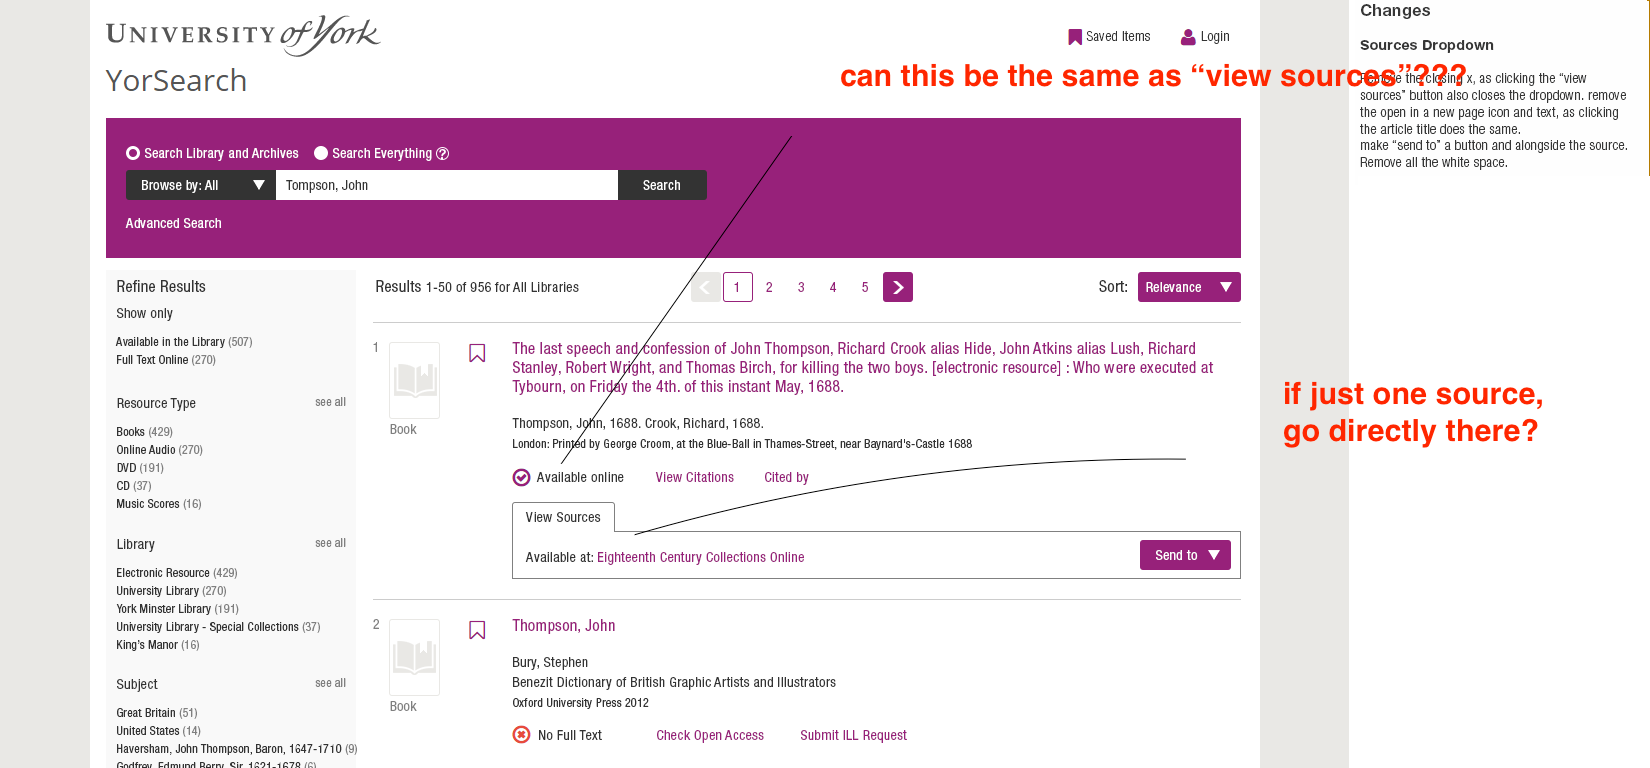 UNIVERSITY of York
Saved Items
Login
YorSearch
can this be the same as “view sources”???
Search Library and Archives
Search Everything ?
Browse by: All
Tompson, John
Search
Advanced Search
Refine Results
Show only
Available in the Library (507)
Full Text Online (270)
Resource Type see all
Books (429)
Online Audio (270)
DVD (191)
CD (37)
Music Scores (16)
Library see all
Electronic Resource (429)
University Library (270)
York Minster Library (191)
University Library - Special Collections (37)
King's Manor (16)
Subject see all
Great Britain (51)
United States (14)
Haversham, John Thompson, Baron, 1647-1710 (9)
Godfrey, Edmund Berry, Sir, 1621-1678 (6)
Results 1-50 of 956 for All Libraries
1 2 3 4 5
Sort: Relevance
1
Book
The last speech and confession of John Thompson, Richard Crook alias Hide, John Atkins alias Lush, Richard
Stanley, Robert Wright, and Thomas Birch, for killing the two boys. [electronic resource] : Who were executed at
Tybourn, on Friday the 4th. of this instant May, 1688.
Thompson, John, 1688. Crook, Richard, 1688.
London: Printed by George Croom, at the Blue-Ball in Thames-Street, near Baynard's-Castle 1688
Available online View Citations Cited by
View Sources
Available at: Eighteenth Century Collections Online
Send to
2
Book
Thompson, John
Bury, Stephen
Benezit Dictionary of British Graphic Artists and Illustrators
Oxford University Press 2012
No Full Text Check Open Access Submit ILL Request
Changes
Sources Dropdown
Remove the closing x, as clicking the “view
sources” button also closes the dropdown. remove
the open in a new page icon and text, as clicking
the article title does the same.
make “send to” a button and alongside the source.
Remove all the white space.
if just one source,
go directly there?